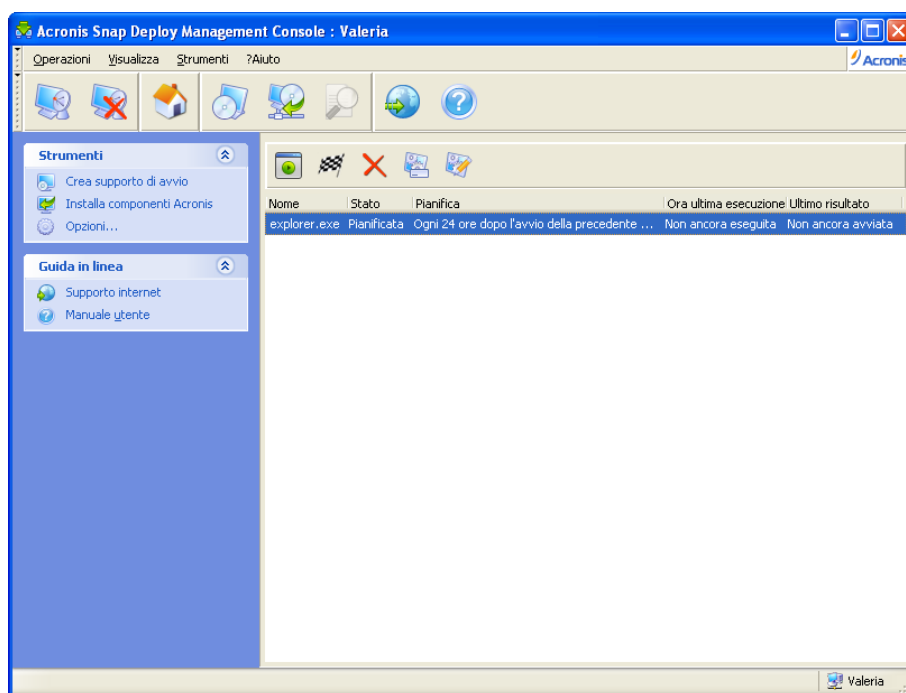 Acronis Snap Deploy Management Console : Valeria
Operazioni Visualizza Strumenti ?Aiuto
Acronis
Strumenti
Crea supporto di avvio
Installa componenti Acronis
Opzioni...
Guida in linea
Supporto internet
Manuale utente
Nome Stato Pianifica Ora ultima esecuzione Ultimo risultato
explorer.exe Pianificata Ogni 24 ore dopo l'avvio della precedente ... Non ancora eseguita Non ancora avviata
Valeria